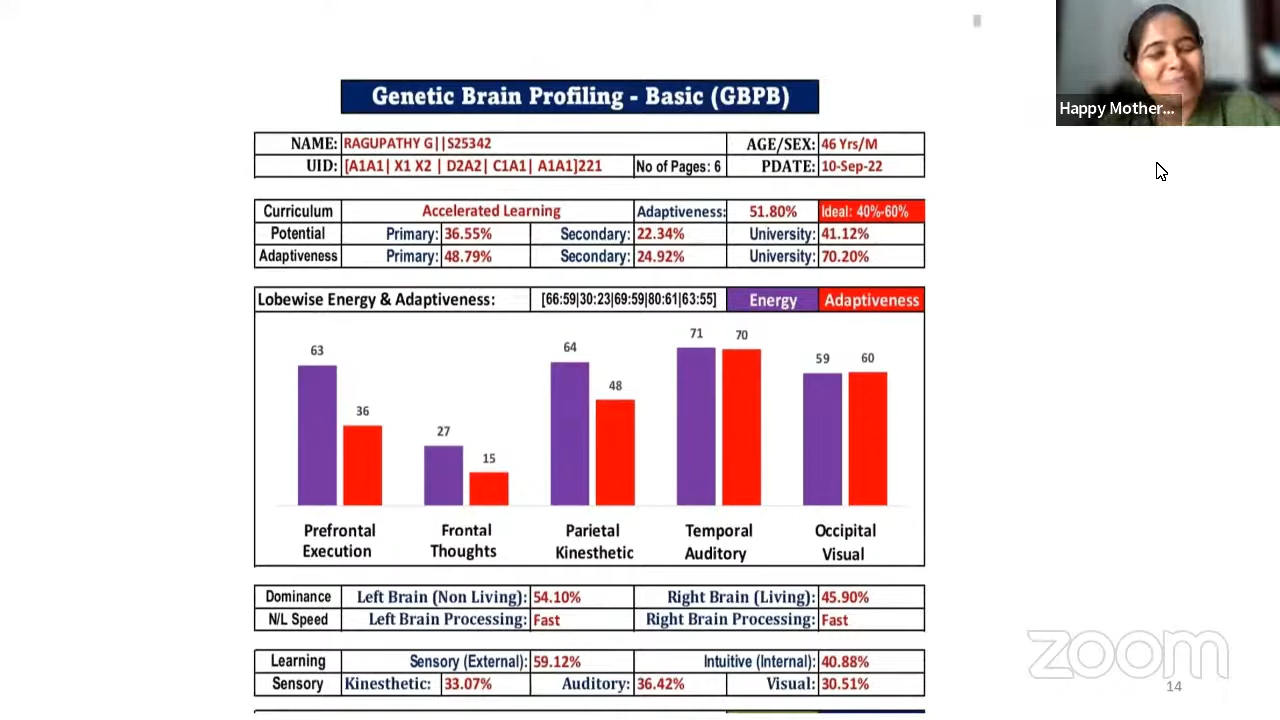 Genetic Brain Profiling - Basic (GBPB)
Happy Mother...
NAME: RAGUPATHY G||S25342 AGE/SEX: 46 Yrs/M
UID: [A1A1| X1 X2 | D2A2| C1A1| A1A1]221 No of Pages: 6 PDATE: 10-Sep-22
Curriculum Accelerated Learning Adaptiveness: 51.80% Ideal: 40%-60%
Potential Primary: 36.55% Secondary: 22.34% University: 41.12%
Adaptiveness Primary: 48.79% Secondary: 24.92% University: 70.20%
Lobewise Energy & Adaptiveness: [66:59|30:23|69:59|80:61|63:55] Energy Adaptiveness
63 36 27 15 64 48 71 70 59 60
Prefrontal Frontal Parietal Temporal Occipital
Execution Thoughts Kinesthetic Auditory Visual
Dominance Left Brain (Non Living): 54.10% Right Brain (Living): 45.90%
N/L Speed Left Brain Processing: Fast Right Brain Processing: Fast
Learning Sensory (External): 59.12% Intuitive (Internal): 40.88%
Sensory Kinesthetic: 33.07% Auditory: 36.42% Visual: 30.51%
zoom
14